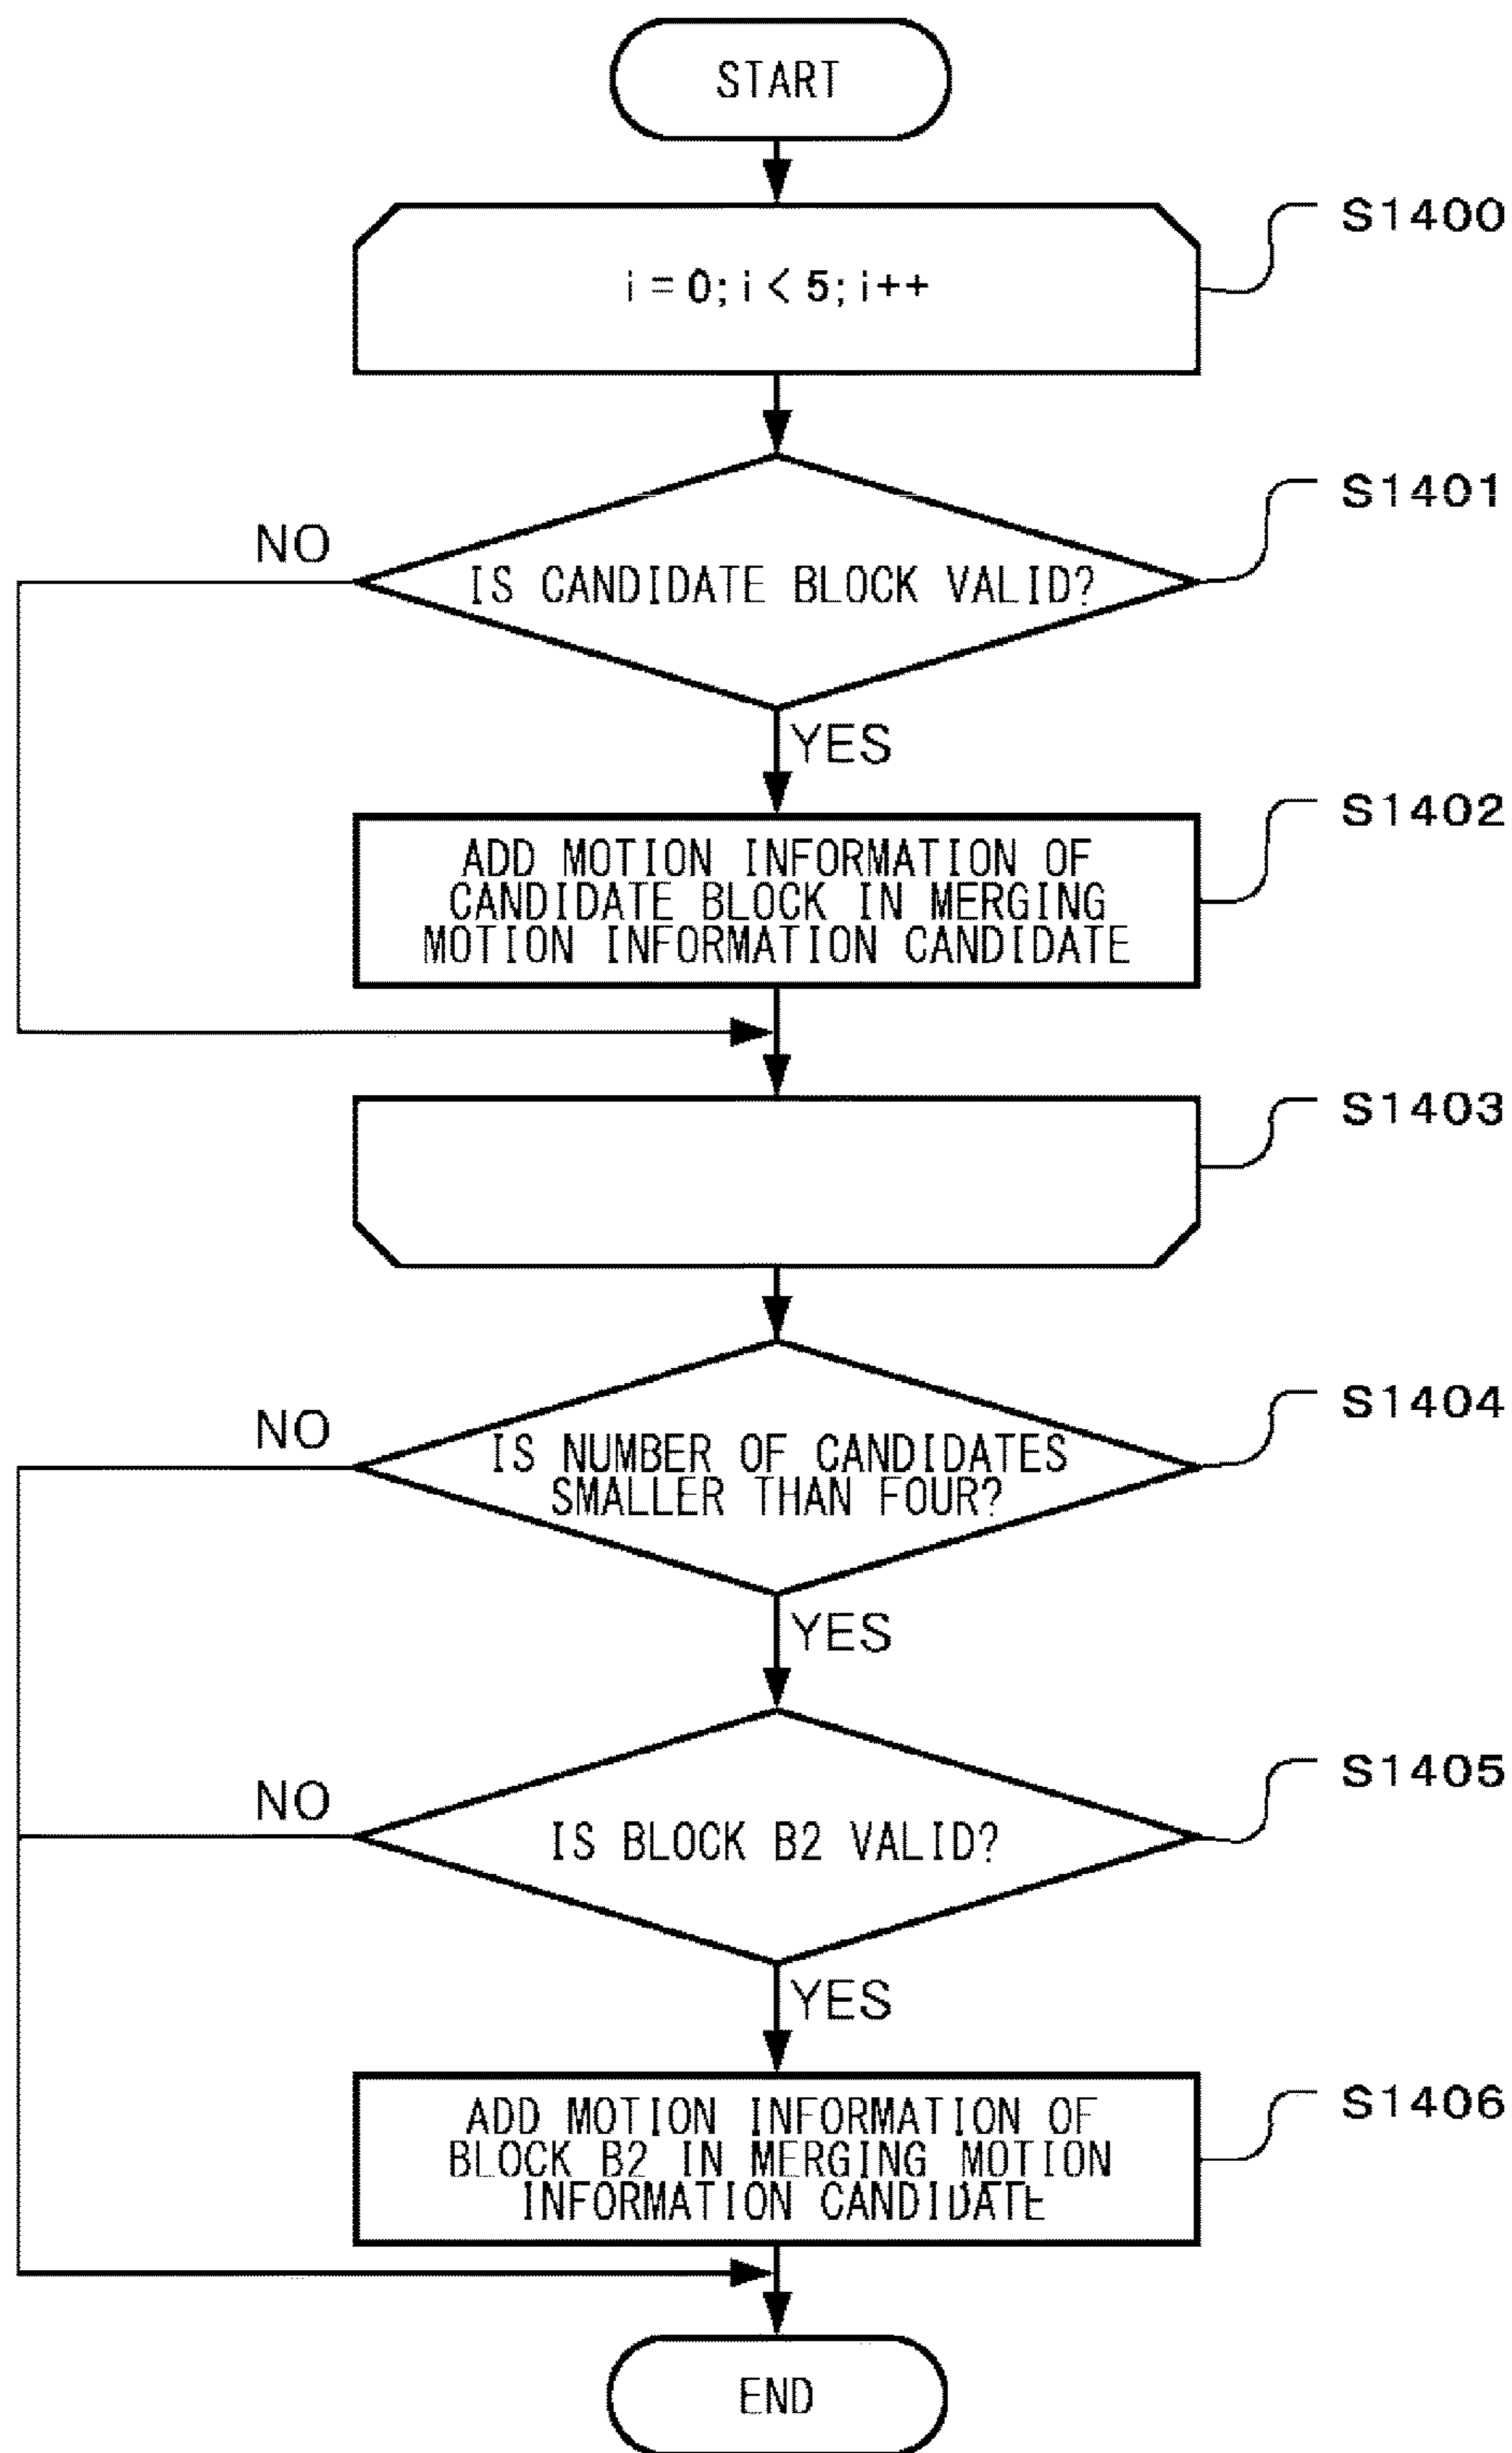 START
i = 0; i < 5; i++
S1400
IS CANDIDATE BLOCK VALID?
S1401
NO
YES
ADD MOTION INFORMATION OF
CANDIDATE BLOCK IN MERGING
MOTION INFORMATION CANDIDATE
S1402
S1403
IS NUMBER OF CANDIDATES
SMALLER THAN FOUR?
S1404
NO
YES
IS BLOCK B2 VALID?
S1405
NO
YES
ADD MOTION INFORMATION OF
BLOCK B2 IN MERGING MOTION
INFORMATION CANDIDATE
S1406
END